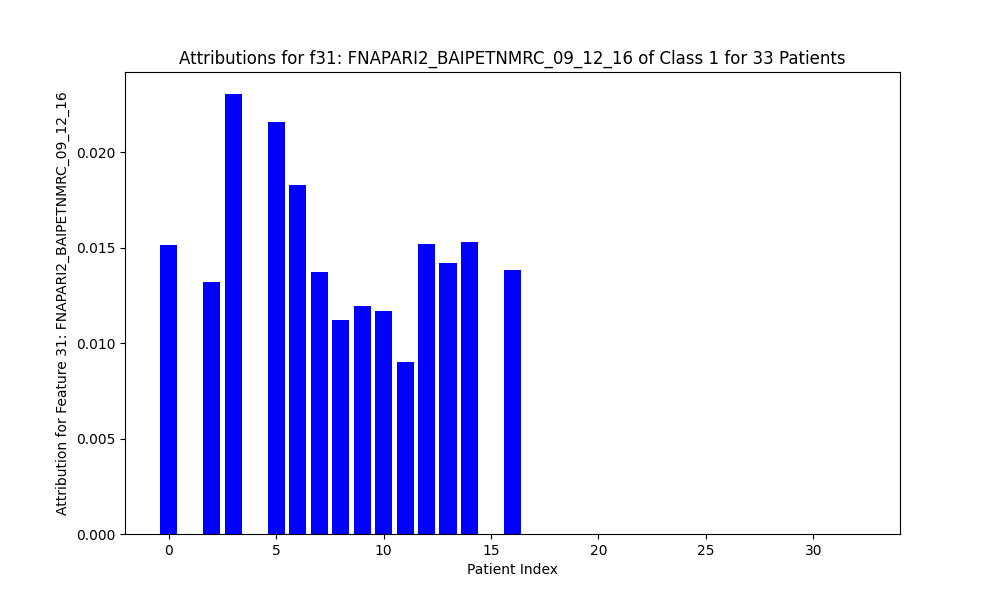 Attributions for f31: FNAPARI2_BAIPETNMRC_09_12_16 of Class 1 for 33 Patients
Attribution for Feature 31: FNAPARI2_BAIPETNMRC_09_12_16
0.020
0.015
0.010
0.005
0.000
0 5 10 15 20 25 30
Patient Index